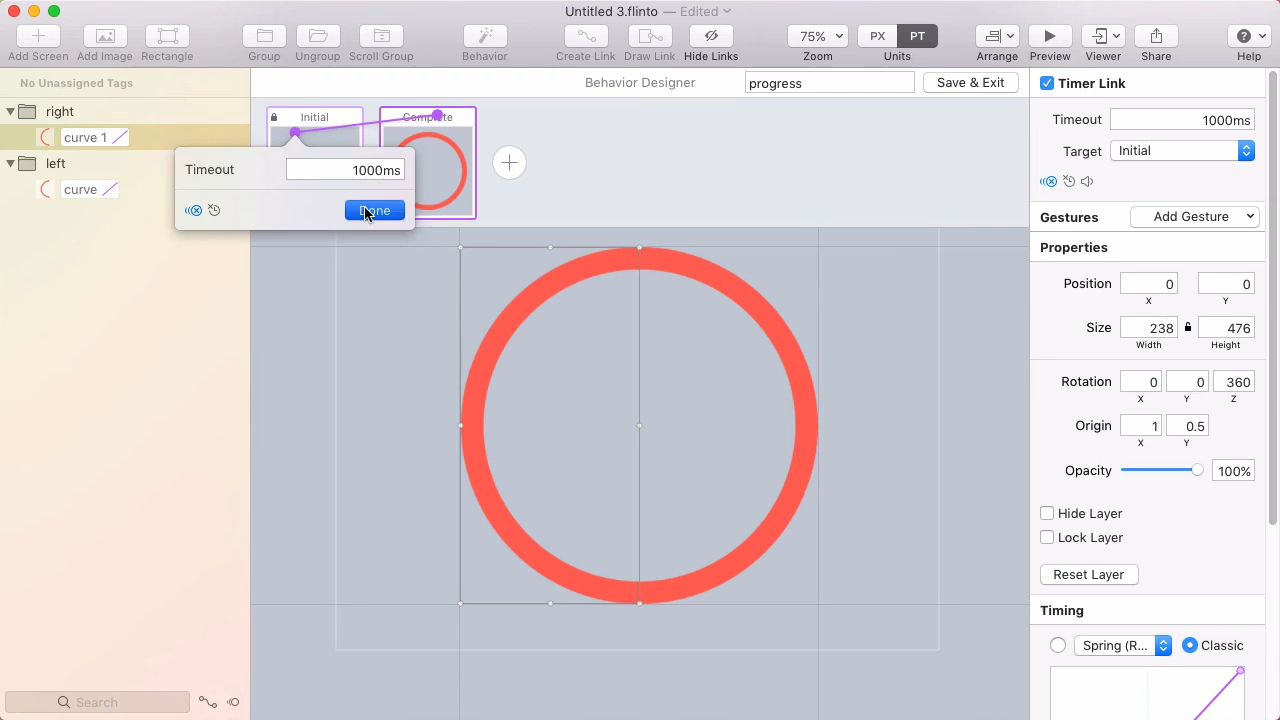 Untitled 3.flinto — Edited
75%
PX PT
Add Screen Add Image Rectangle Group Ungroup Scroll Group Behavior Create Link Draw Link Hide Links Zoom Units Arrange Preview Viewer Share Help
No Unassigned Tags
right
curve 1
left
curve
Search
Behavior Designer
progress
Save & Exit
Initial
Complete
Timeout 1000ms
Done
Timer Link
Timeout 1000ms
Target Initial
Gestures Add Gesture
Properties
Position 0 0
X Y
Size 238 476
Width Height
Rotation 0 0 360
X Y Z
Origin 1 0.5
X Y
Opacity 100%
Hide Layer
Lock Layer
Reset Layer
Timing
Spring (R... Classic